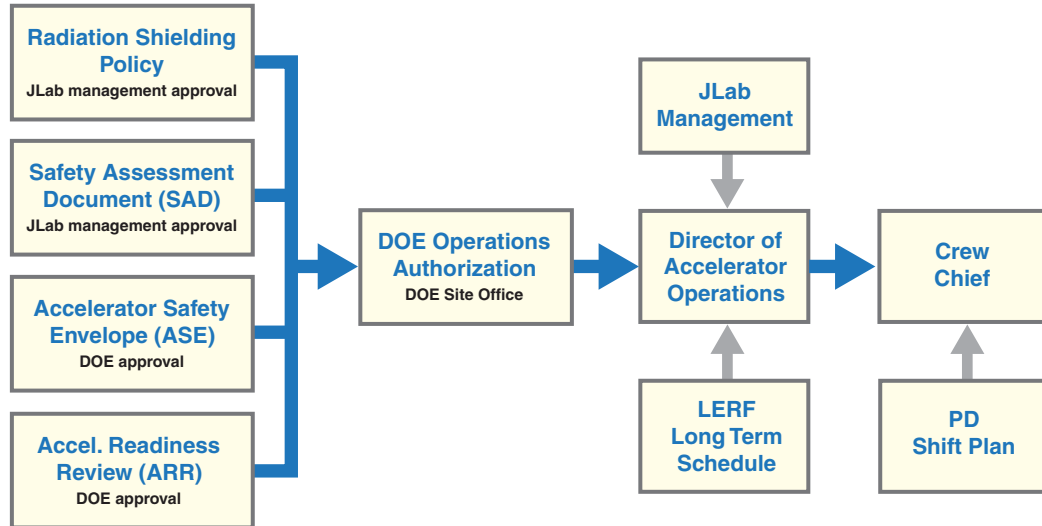 Radiation Shielding
Policy
JLab management approval
Safety Assessment
Document (SAD)
JLab management approval
Accelerator Safety
Envelope (ASE)
DOE approval
Accel. Readiness
Review (ARR)
DOE approval
DOE Operations
Authorization
DOE Site Office
JLab
Management
Director of
Accelerator
Operations
LERF
Long Term
Schedule
Crew
Chief
PD
Shift Plan